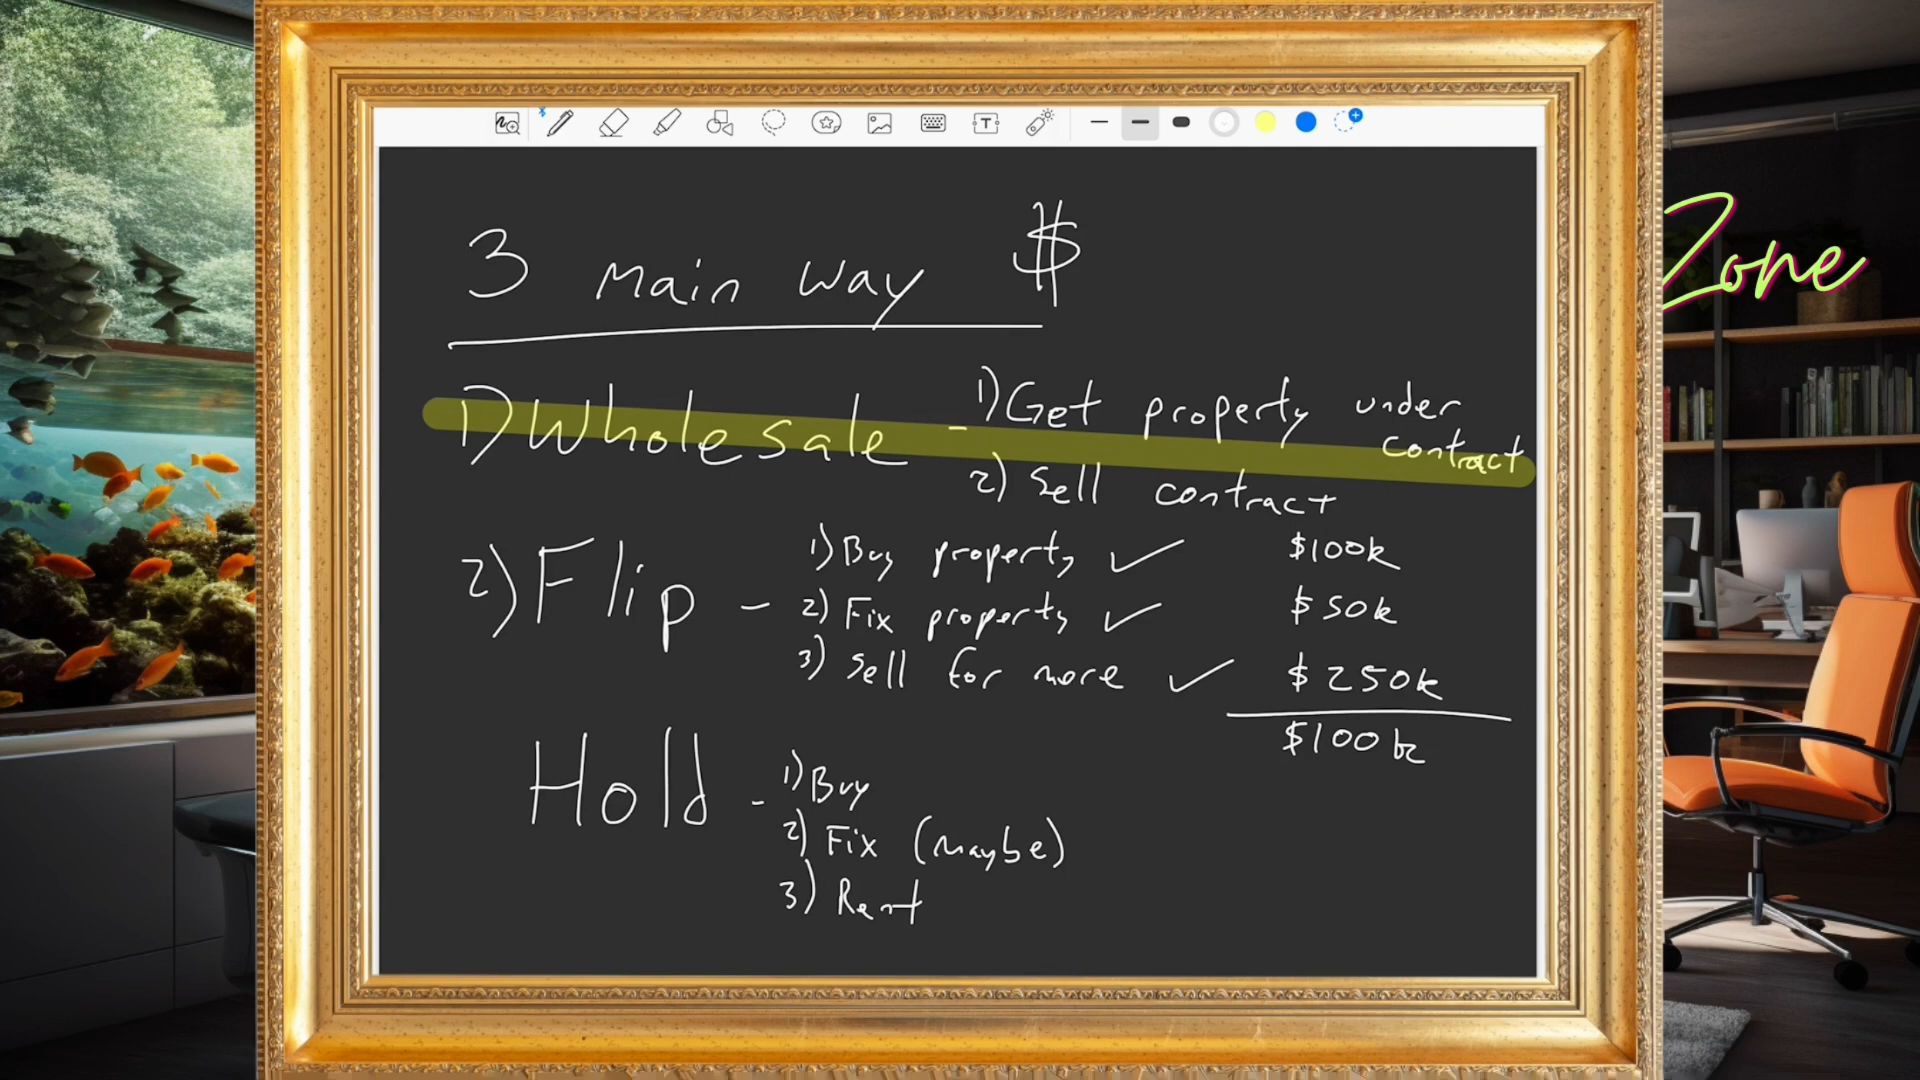 3 main way $
1) Wholesale - 1) Get property under
contract
2) Sell contract
2) Flip - 1) Buy property ✓ $100k
2) Fix property ✓ $50k
3) Sell for more ✓ $250k
$100k
Hold - 1) Buy
2) Fix (maybe)
3) Rent
Zone